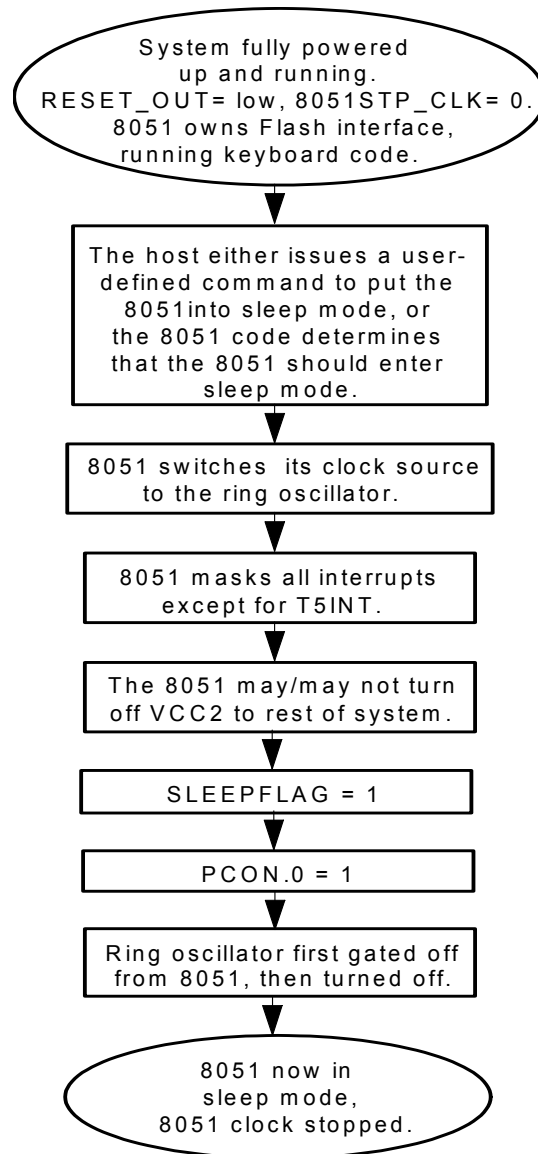 System fully powered
up and running.
RESET_OUT= low, 8051STP_CLK= 0.
8051 owns Flash interface,
running keyboard code.
The host either issues a user-
defined command to put the
8051into sleep mode, or
the 8051 code determines
that the 8051 should enter
sleep mode.
8051 switches its clock source
to the ring oscillator.
8051 masks all interrupts
except for T5INT.
The 8051 may/may not turn
off VCC2 to rest of system.
SLEEPFLAG = 1
PCON.0 = 1
Ring oscillator first gated off
from 8051, then turned off.
8051 now in
sleep mode,
8051 clock stopped.